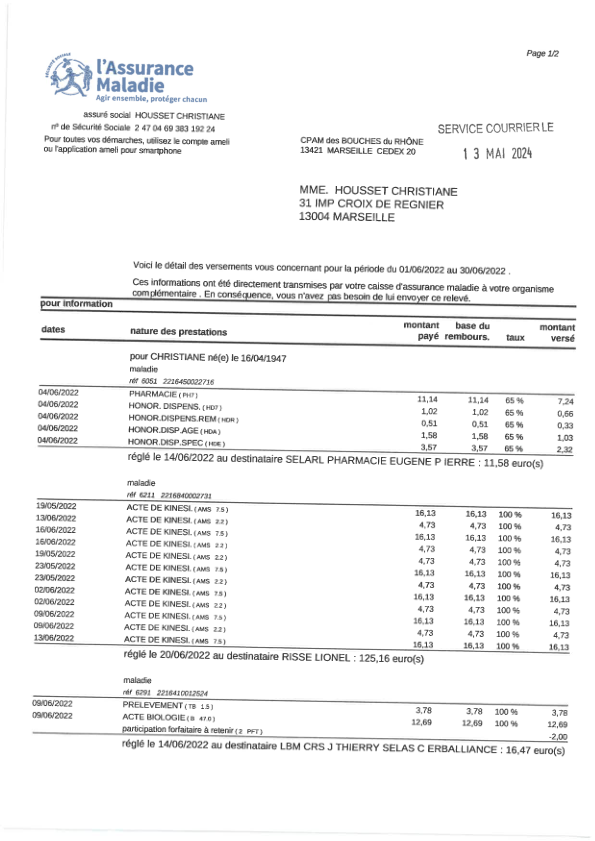 Page 1/2
SÉCURITÉ SOCIALE
l'Assurance
Maladie
Agir ensemble, protéger chacun
assuré social HOUSSET CHRISTIANE
n° de Sécurité Sociale 2 47 04 69 383 192 24
Pour toutes vos démarches, utilisez le compte ameli
ou l'application ameli pour smartphone
CPAM des BOUCHES du RHÔNE
13421 MARSEILLE CEDEX 20
SERVICE COURRIER LE
13 MAI 2024
MME. HOUSSET CHRISTIANE
31 IMP CROIX DE REGNIER
13004 MARSEILLE
Voici le détail des versements vous concernant pour la période du 01/06/2022 au 30/06/2022 .
Ces informations ont été directement transmises par votre caisse d'assurance maladie à votre organisme
complémentaire . En conséquence, vous n'avez pas besoin de lui envoyer ce relevé.
pour information
dates nature des prestations montant payé base du rembours. taux montant versé
pour CHRISTIANE né(e) le 16/04/1947
maladie
réf 6051 2216450022716
04/06/2022 PHARMACIE ( PH7 ) 11,14 11,14 65 % 7,24
04/06/2022 HONOR. DISPENS. ( HD7 ) 1,02 1,02 65 % 0,66
04/06/2022 HONOR.DISPENS.REM ( HDR ) 0,51 0,51 65 % 0,33
04/06/2022 HONOR.DISP.AGE ( HDA ) 1,58 1,58 65 % 1,03
04/06/2022 HONOR.DISP.SPEC ( HDE ) 3,57 3,57 65 % 2,32
réglé le 14/06/2022 au destinataire SELARL PHARMACIE EUGENE P IERRE : 11,58 euro(s)
maladie
réf 6211 2216840002731
19/05/2022 ACTE DE KINESI. ( AMS 7.5 ) 16,13 16,13 100 % 16,13
13/06/2022 ACTE DE KINESI. ( AMS 2.2 ) 4,73 4,73 100 % 4,73
16/06/2022 ACTE DE KINESI. ( AMS 7.5 ) 16,13 16,13 100 % 16,13
16/06/2022 ACTE DE KINESI. ( AMS 2.2 ) 4,73 4,73 100 % 4,73
19/05/2022 ACTE DE KINESI. ( AMS 2.2 ) 4,73 4,73 100 % 4,73
23/05/2022 ACTE DE KINESI. ( AMS 7.5 ) 16,13 16,13 100 % 16,13
23/05/2022 ACTE DE KINESI. ( AMS 2.2 ) 4,73 4,73 100 % 4,73
02/06/2022 ACTE DE KINESI. ( AMS 7.5 ) 16,13 16,13 100 % 16,13
02/06/2022 ACTE DE KINESI. ( AMS 2.2 ) 4,73 4,73 100 % 4,73
09/06/2022 ACTE DE KINESI. ( AMS 7.5 ) 16,13 16,13 100 % 16,13
09/06/2022 ACTE DE KINESI. ( AMS 2.2 ) 4,73 4,73 100 % 4,73
13/06/2022 ACTE DE KINESI. ( AMS 7.5 ) 16,13 16,13 100 % 16,13
réglé le 20/06/2022 au destinataire RISSE LIONEL : 125,16 euro(s)
maladie
réf 6291 2216410012524
09/06/2022 PRELEVEMENT ( TB 1.5 ) 3,78 3,78 100 % 3,78
09/06/2022 ACTE BIOLOGIE ( B 47.0 ) 12,69 12,69 100 % 12,69
participation forfaitaire à retenir ( 2 PFT ) -2,00
réglé le 14/06/2022 au destinataire LBM CRS J THIERRY SELAS C ERBALLIANCE : 16,47 euro(s)